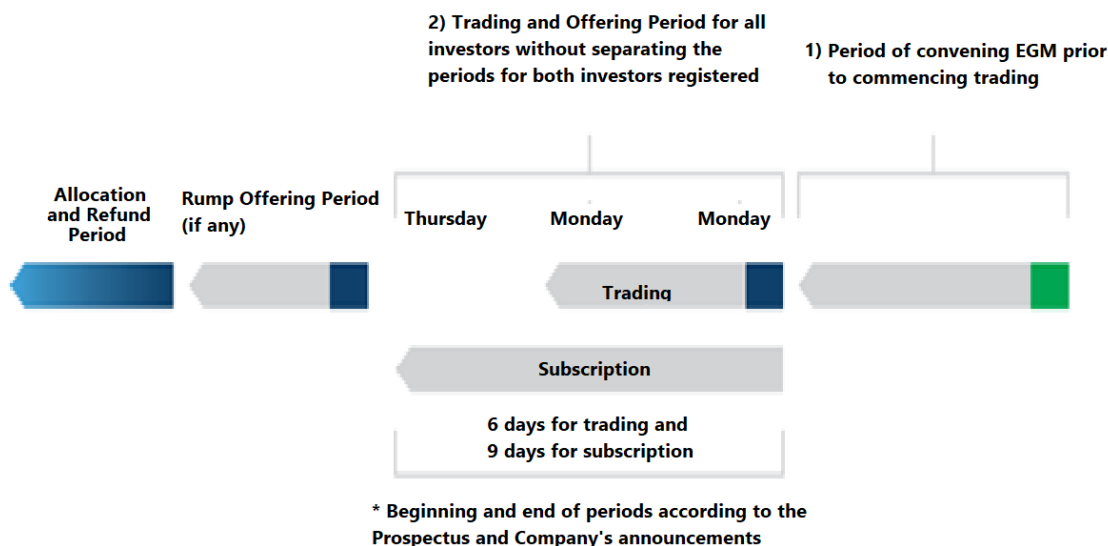 2) Trading and Offering Period for all
investors without separating the
periods for both investors registered
1) Period of convening EGM prior
to commencing trading
Allocation
and Refund
Period
Rump Offering Period
(if any)
Thursday
Monday
Monday
Trading
Subscription
6 days for trading and
9 days for subscription
* Beginning and end of periods according to the
Prospectus and Company's announcements